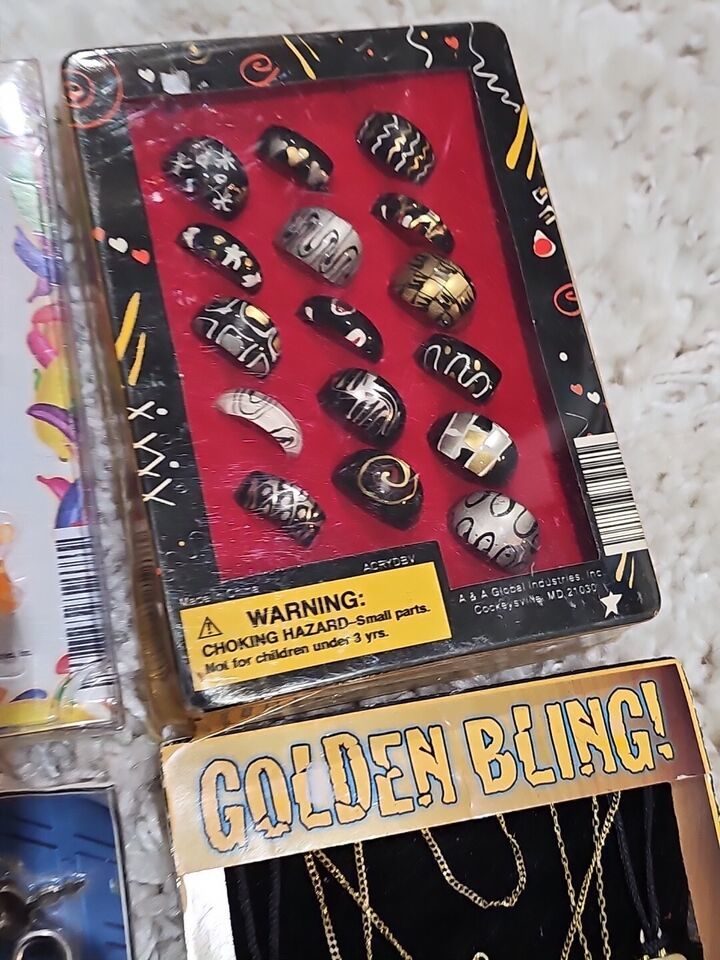 ACRYDBV
Made in China
A & A Global Industries, Inc.
Cockeysville, MD 21030
WARNING:
CHOKING HAZARD--Small parts.
Not for children under 3 yrs.
GOLDEN BLING!